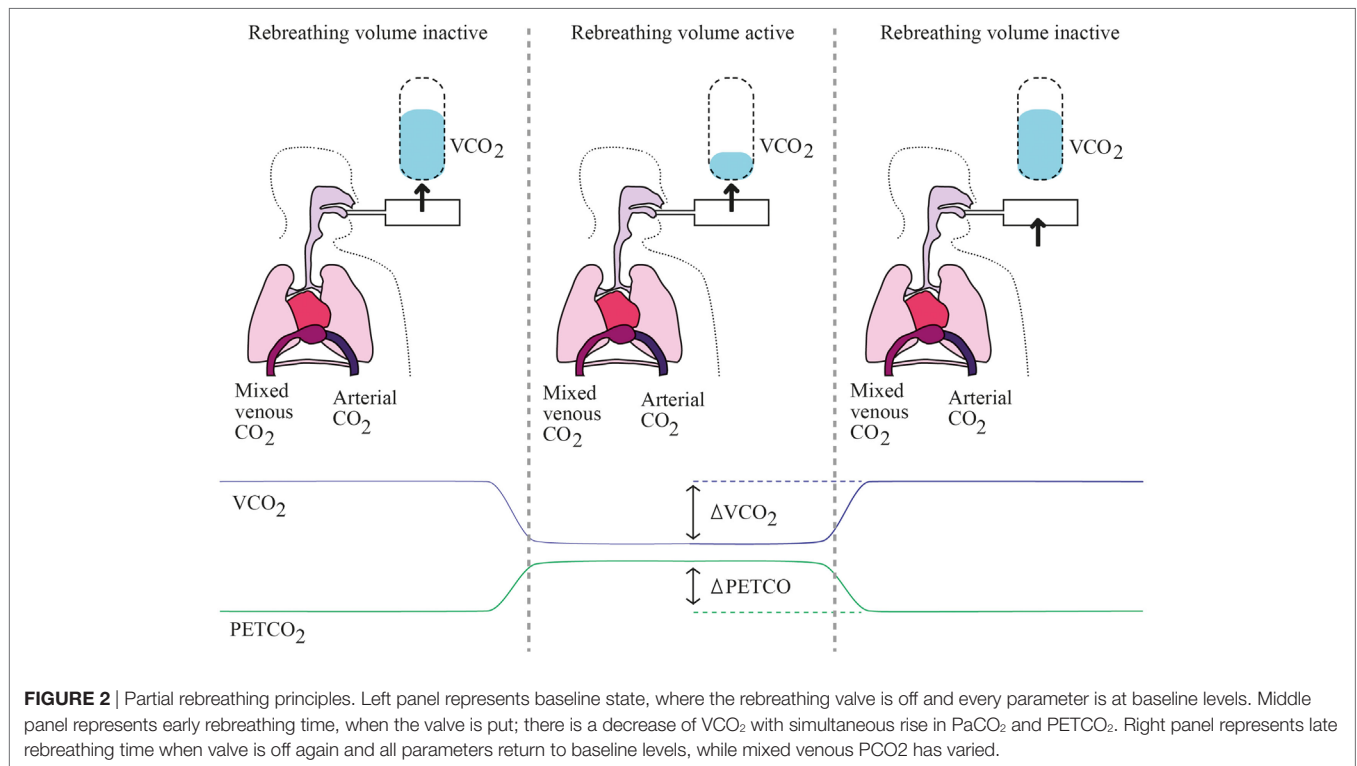 Rebreathing volume inactive
Rebreathing volume active
Rebreathing volume inactive
VCO₂
VCO₂
VCO₂
Mixed
venous
CO₂
Arterial
CO₂
Mixed
venous
CO₂
Arterial
CO₂
Mixed
venous
CO₂
Arterial
CO₂
VCO₂
ΔVCO₂
ΔPETCO
PETCO₂
FIGURE 2 | Partial rebreathing principles. Left panel represents baseline state, where the rebreathing valve is off and every parameter is at baseline levels. Middle
panel represents early rebreathing time, when the valve is put; there is a decrease of VCO₂ with simultaneous rise in PaCO₂ and PETCO₂. Right panel represents late
rebreathing time when valve is off again and all parameters return to baseline levels, while mixed venous PCO2 has varied.